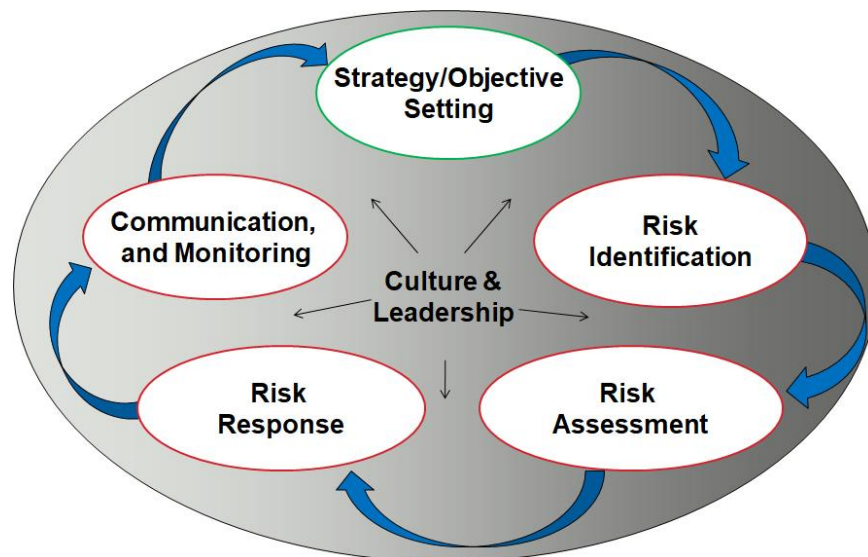 Strategy/Objective
Setting
Risk
Identification
Risk
Assessment
Risk
Response
Communication,
and Monitoring
Culture &
Leadership